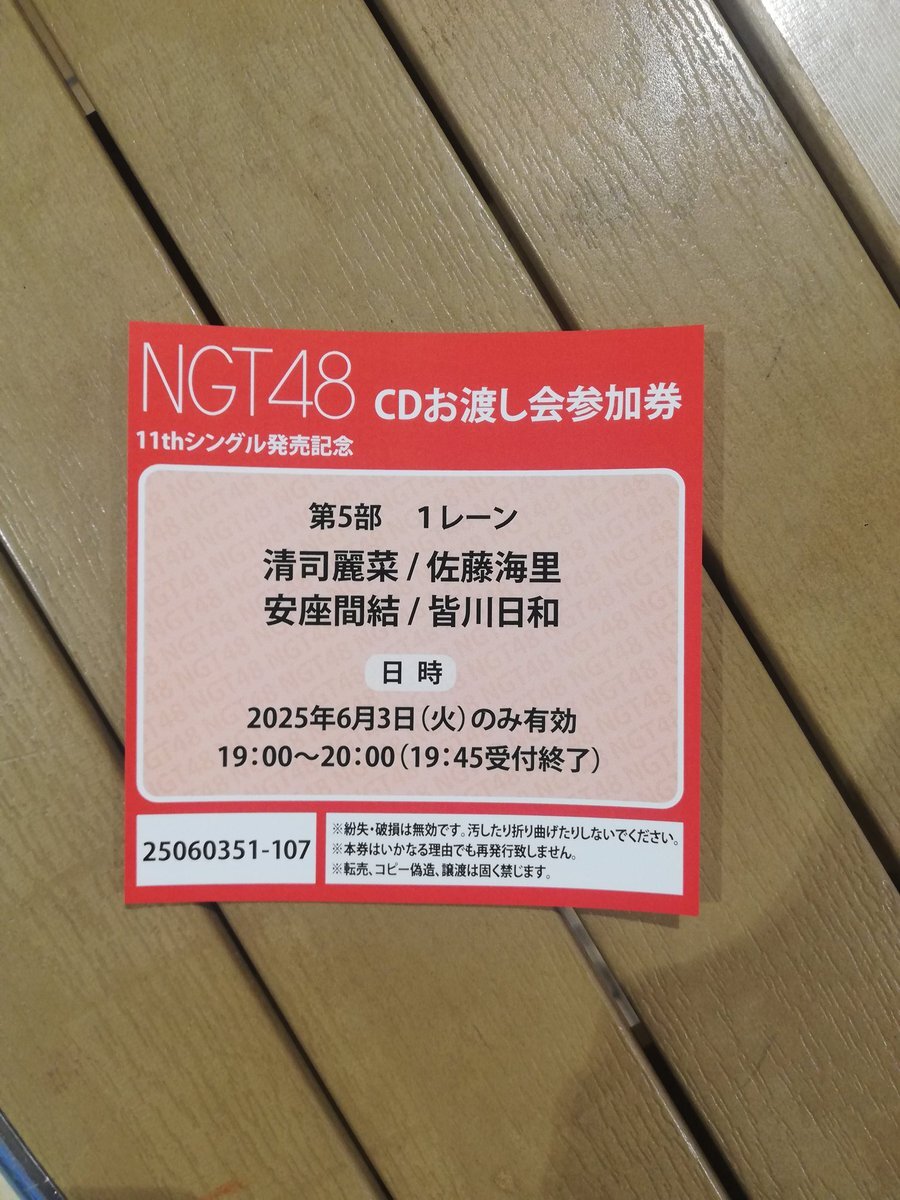 NGT48 CDお渡し会参加券
11thシングル発売記念
第5部　1レーン
清司麗菜 / 佐藤海里
安座間結 / 皆川日和
日 時
2025年6月3日(火)のみ有効
19:00〜20:00(19:45受付終了)
25060351-107
※紛失・破損は無効です。汚したり折り曲げたりしないでください。
※本券はいかなる理由でも再発行致しません。
※転売、コピー偽造、譲渡は固く禁じます。